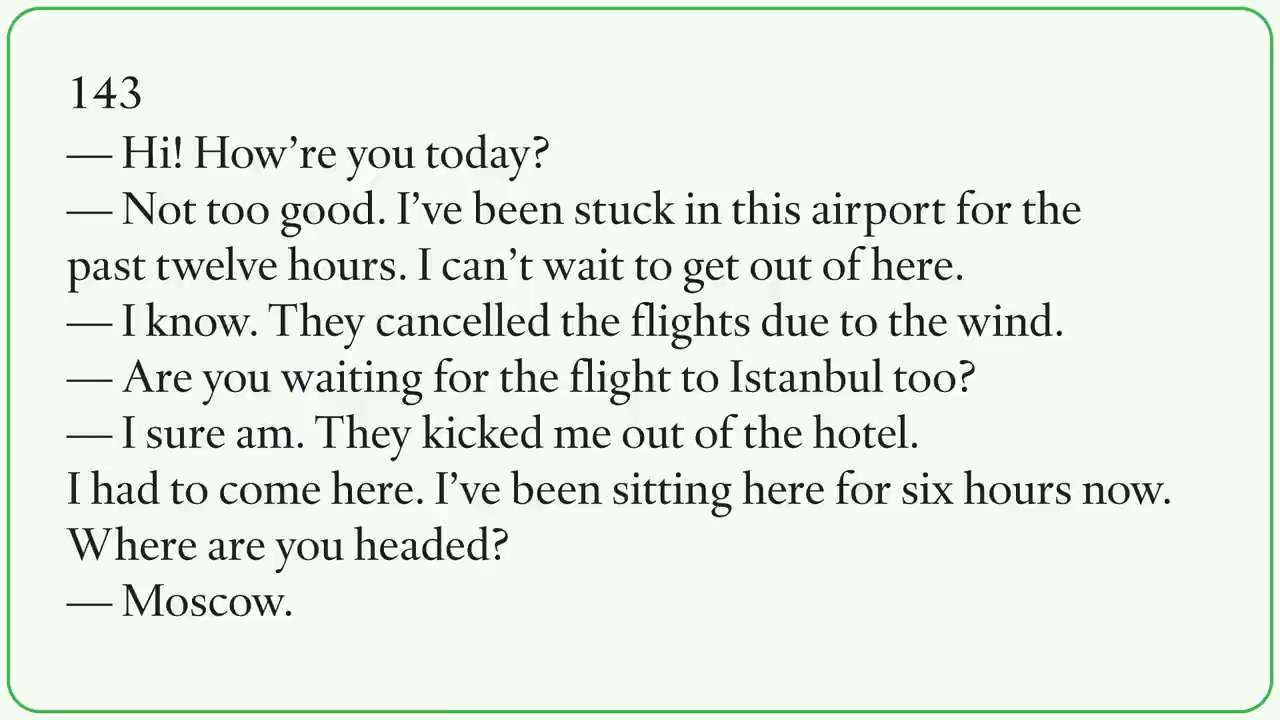 143
— Hi! How’re you today?
— Not too good. I’ve been stuck in this airport for the
past twelve hours. I can’t wait to get out of here.
— I know. They cancelled the flights due to the wind.
— Are you waiting for the flight to Istanbul too?
— I sure am. They kicked me out of the hotel.
I had to come here. I’ve been sitting here for six hours now.
Where are you headed?
— Moscow.